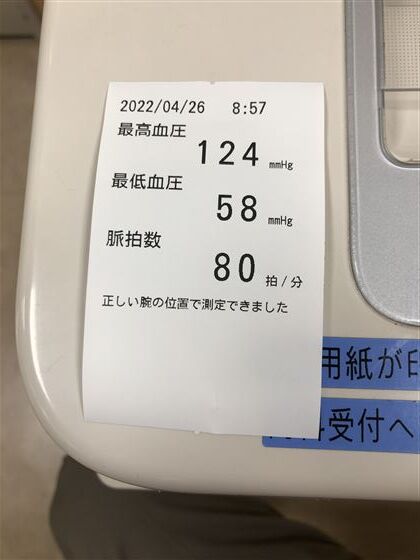 2022/04/26 8:57
最高血圧
124 mmHg
最低血圧
58 mmHg
脈拍数
80 拍/分
正しい腕の位置で測定できました
用紙が
受付へ